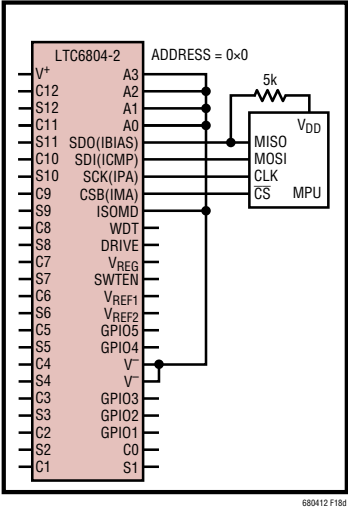 LTC6804-2 ADDRESS = 0×0
V+ A3
C12 A2
S12 A1
C11 A0
S11 SDO(IBIAS)
C10 SDI(ICMP)
S10 SCK(IPA)
C9 CSB(IMA)
S9 ISOMD
C8 WDT
S8 DRIVE
C7 VREG
S7 SWTEN
C6 VREF1
S6 VREF2
C5 GPIO5
S5 GPIO4
C4 V–
S4 V–
C3 GPIO3
S3 GPIO2
C2 GPIO1
S2 C0
C1 S1
5k
VDD
MISO
MOSI
CLK
CS MPU
680412 F18d